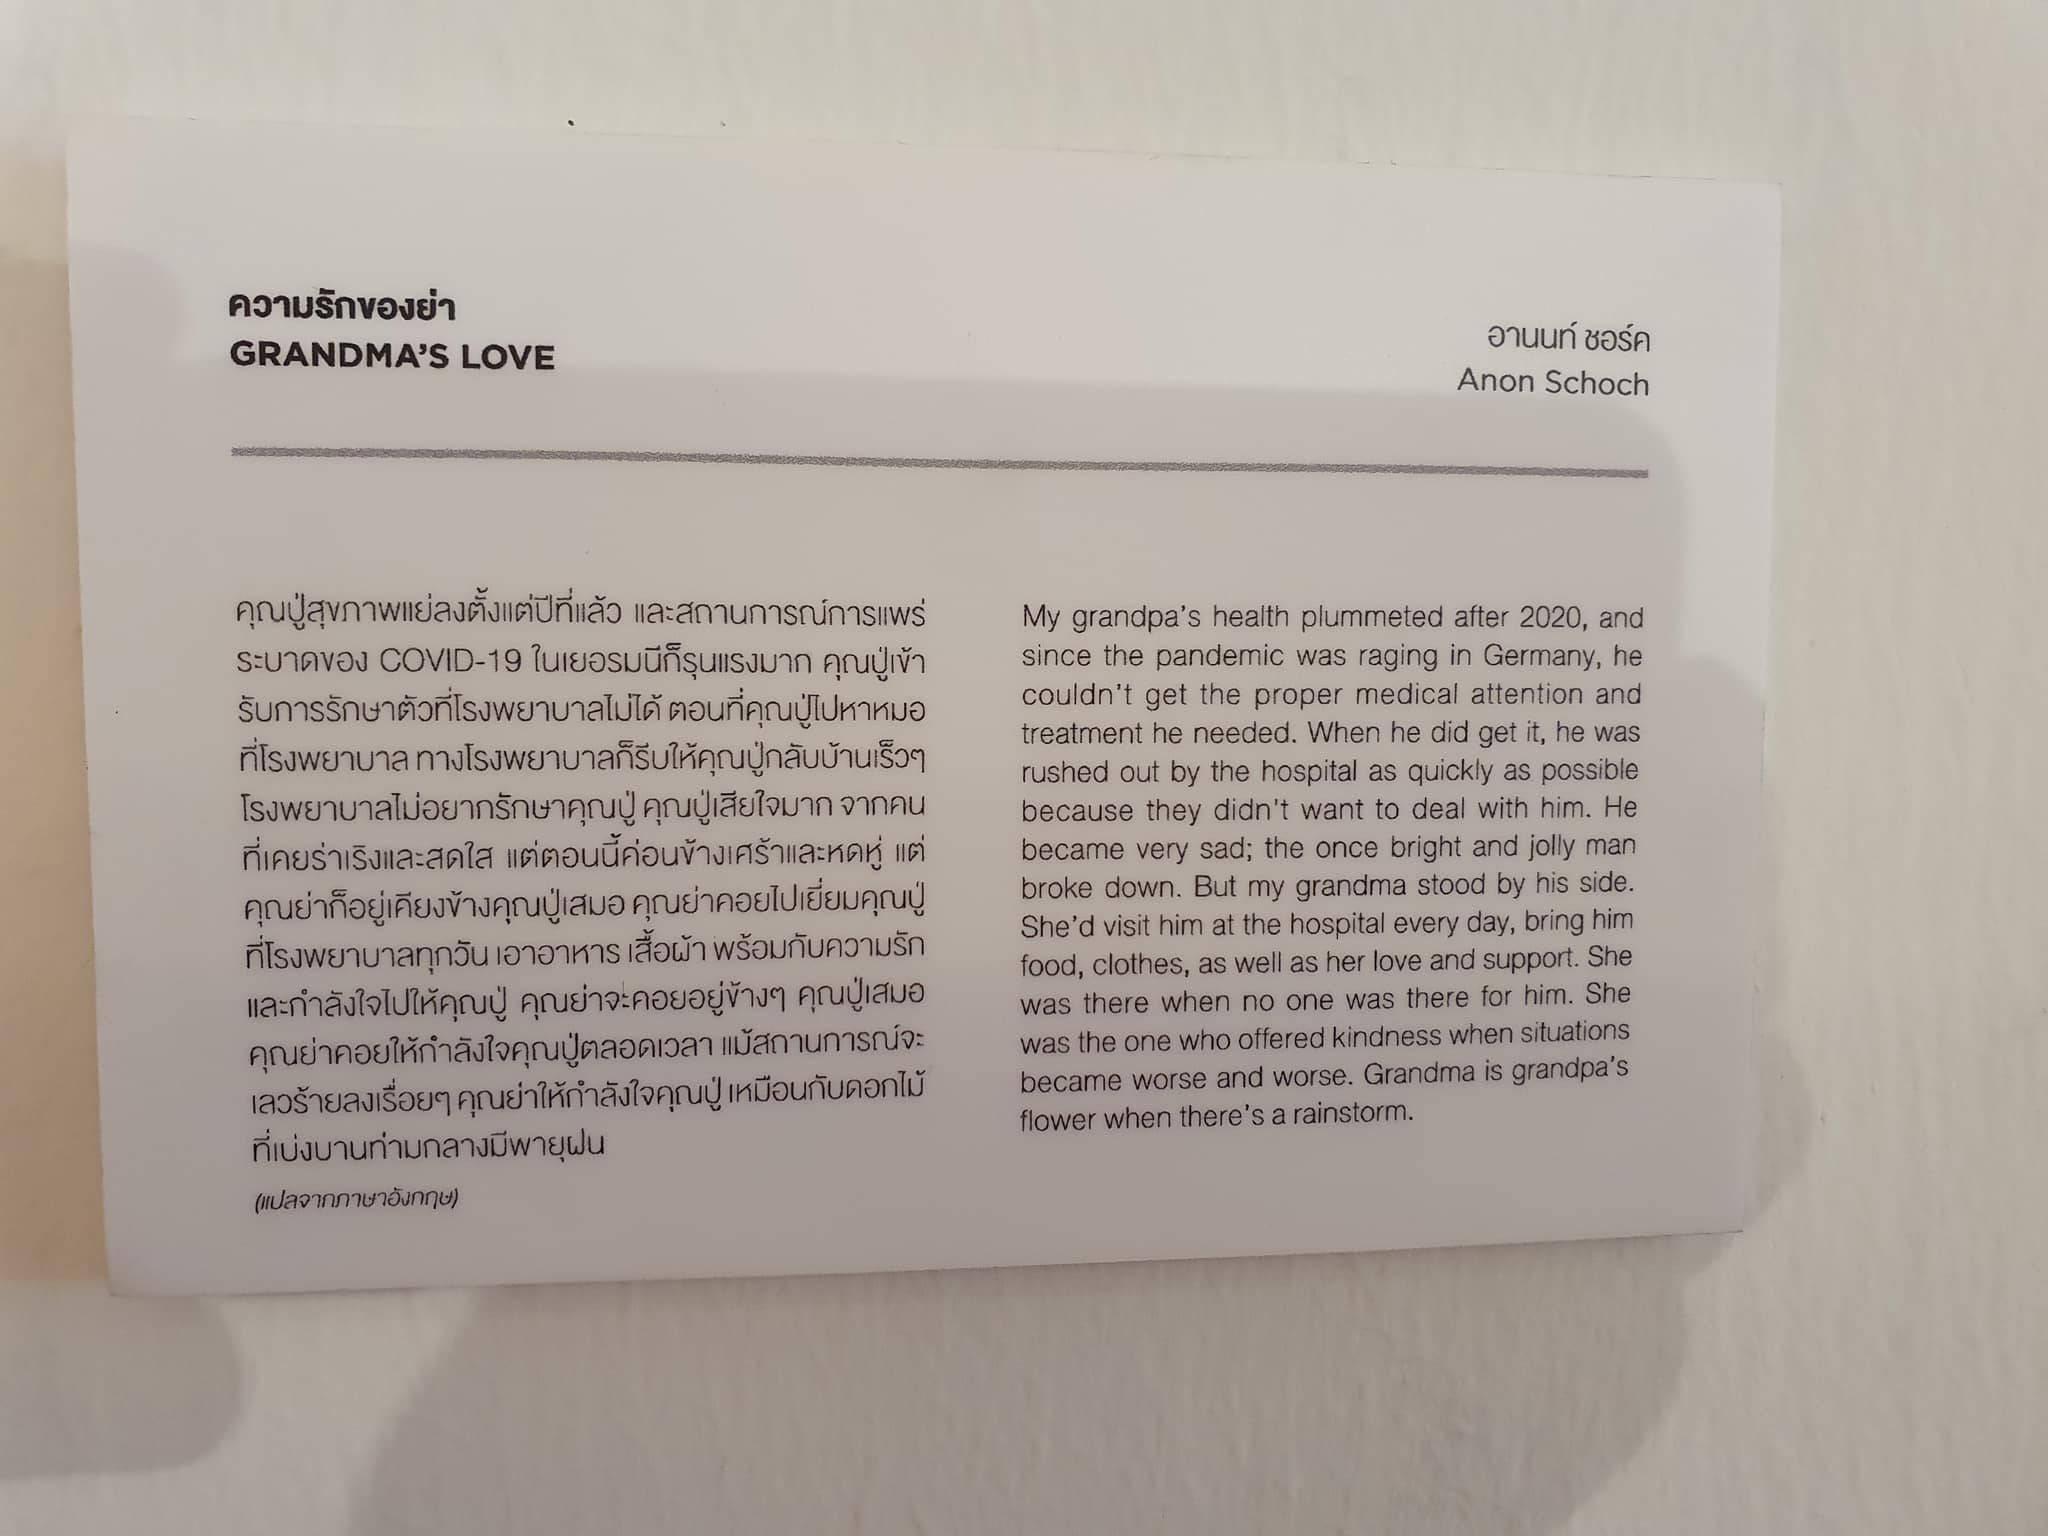 ความรักของย่า
GRANDMA'S LOVE
อานนท์ ชอร์ค
Anon Schoch
คุณปู่สุขภาพแย่ลงตั้งแต่ปีที่แล้ว และสถานการณ์การแพร่
ระบาดของ COVID-19 ในเยอรมนีก็รุนแรงมาก คุณปู่เข้า
รับการรักษาตัวที่โรงพยาบาลไม่ได้ ตอนที่คุณปู่ไปหาหมอ
ที่โรงพยาบาล ทางโรงพยาบาลก็รีบให้คุณปู่กลับบ้านเร็วๆ
โรงพยาบาลไม่อยากรักษาคุณปู่ คุณปู่เสียใจมาก จากคน
ที่เคยร่าเริงและสดใส แต่ตอนนี้ค่อนข้างเศร้าและหดหู่ แต่
คุณย่าก็อยู่เคียงข้างคุณปู่เสมอ คุณย่าคอยไปเยี่ยมคุณปู่
ที่โรงพยาบาลทุกวัน เอาอาหาร เสื้อผ้า พร้อมกับความรัก
และกำลังใจไปให้คุณปู่ คุณย่าจะคอยอยู่ข้างๆ คุณปู่เสมอ
คุณย่าคอยให้กำลังใจคุณปู่ตลอดเวลา แม้สถานการณ์จะ
เลวร้ายลงเรื่อยๆ คุณย่าให้กำลังใจคุณปู่ เหมือนกับดอกไม้
ที่เบ่งบานท่ามกลางมีพายุฝน
(แปลจากภาษาอังกฤษ)
My grandpa's health plummeted after 2020, and
since the pandemic was raging in Germany, he
couldn't get the proper medical attention and
treatment he needed. When he did get it, he was
rushed out by the hospital as quickly as possible
because they didn't want to deal with him. He
became very sad; the once bright and jolly man
broke down. But my grandma stood by his side.
She'd visit him at the hospital every day, bring him
food, clothes, as well as her love and support. She
was there when no one was there for him. She
was the one who offered kindness when situations
became worse and worse. Grandma is grandpa's
flower when there's a rainstorm.